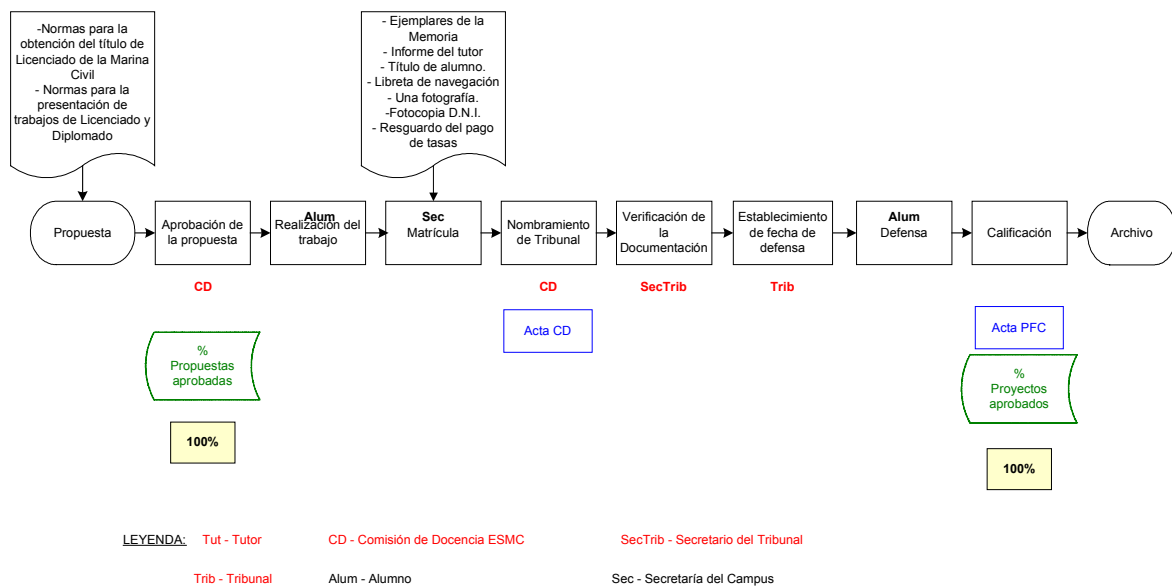 -Normas para la
obtención del título de
Licenciado de la Marina
Civil
- Normas para la
presentación de
trabajos de Licenciado y
Diplomado
- Ejemplares de la
Memoria
- Informe del tutor
- Título de alumno.
- Libreta de navegación
- Una fotografía.
-Fotocopia D.N.I.
- Resguardo del pago
de tasas
Propuesta
Aprobación de
la propuesta
Alum
Realización del
trabajo
Sec
Matrícula
Nombramiento
de Tribunal
Verificación de
la
Documentación
Establecimiento
de fecha de
defensa
Alum
Defensa
Calificación
Archivo
CD
CD
SecTrib
Trib
Acta CD
Acta PFC
%
Propuestas
aprobadas
%
Proyectos
aprobados
100%
100%
LEYENDA: Tut - Tutor CD - Comisión de Docencia ESMC SecTrib - Secretario del Tribunal
Trib - Tribunal Alum - Alumno Sec - Secretaría del Campus